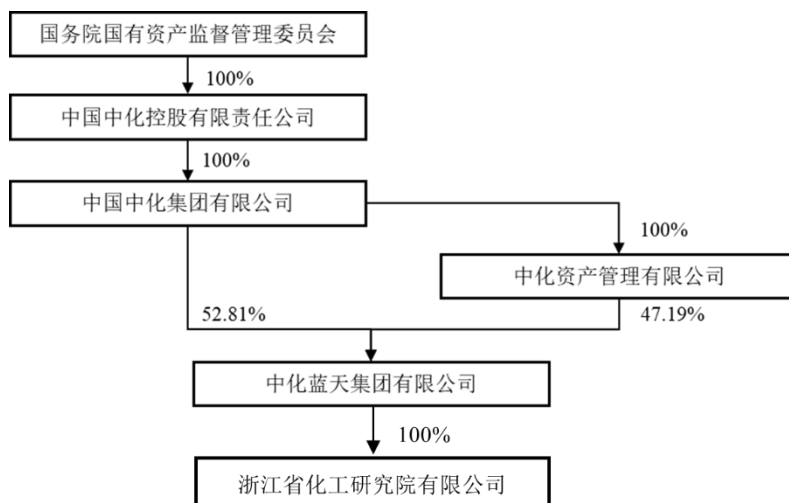 国务院国有资产监督管理委员会
100%
中国中化控股有限责任公司
100%
中国中化集团有限公司
100%
中化资产管理有限公司
52.81%
47.19%
中化蓝天集团有限公司
100%
浙江省化工研究院有限公司